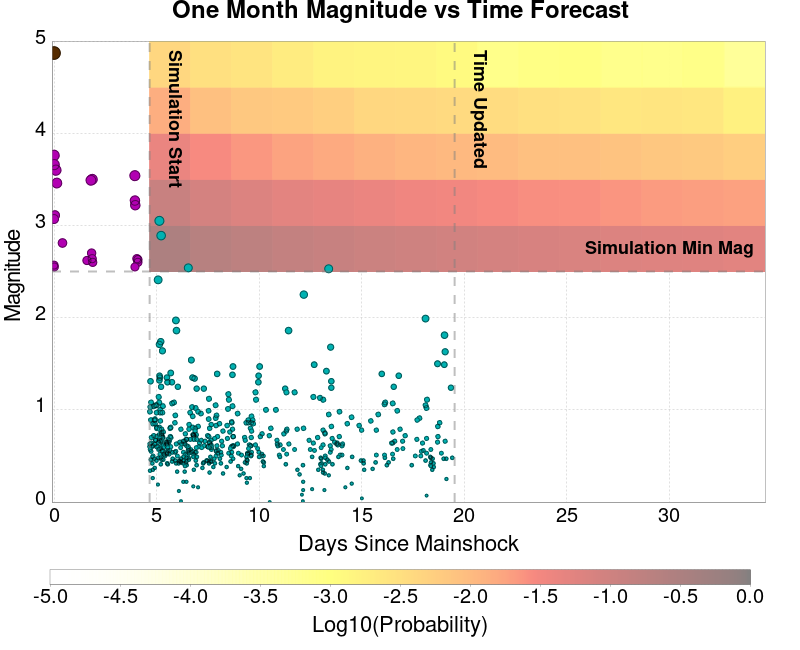 One Month Magnitude vs Time Forecast
Magnitude
5
4
3
2
1
0
Simulation Start
Time Updated
Simulation Min Mag
0 5 10 15 20 25 30
Days Since Mainshock
-5.0 -4.5 -4.0 -3.5 -3.0 -2.5 -2.0 -1.5 -1.0 -0.5 0.0
Log10(Probability)